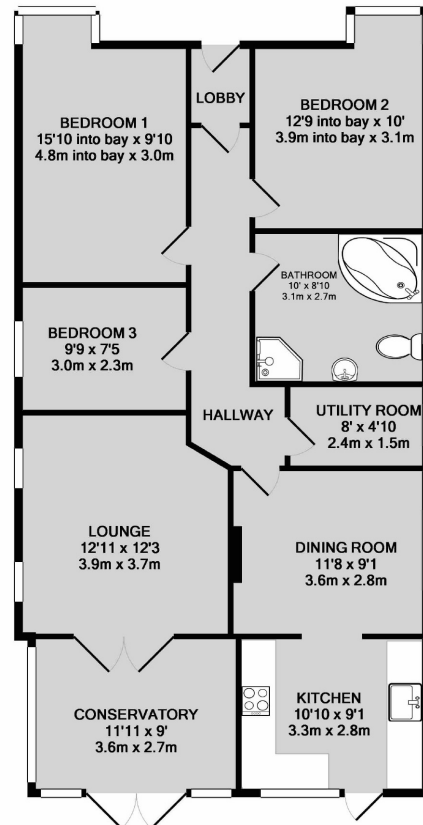 LOBBY
BEDROOM 1
15'10 into bay x 9'10
4.8m into bay x 3.0m
BEDROOM 2
12'9 into bay x 10'
3.9m into bay x 3.1m
BATHROOM
10' x 8'10
3.1m x 2.7m
BEDROOM 3
9'9 x 7'5
3.0m x 2.3m
HALLWAY
UTILITY ROOM
8' x 4'10
2.4m x 1.5m
LOUNGE
12'11 x 12'3
3.9m x 3.7m
DINING ROOM
11'8 x 9'1
3.6m x 2.8m
CONSERVATORY
11'11 x 9'
3.6m x 2.7m
KITCHEN
10'10 x 9'1
3.3m x 2.8m